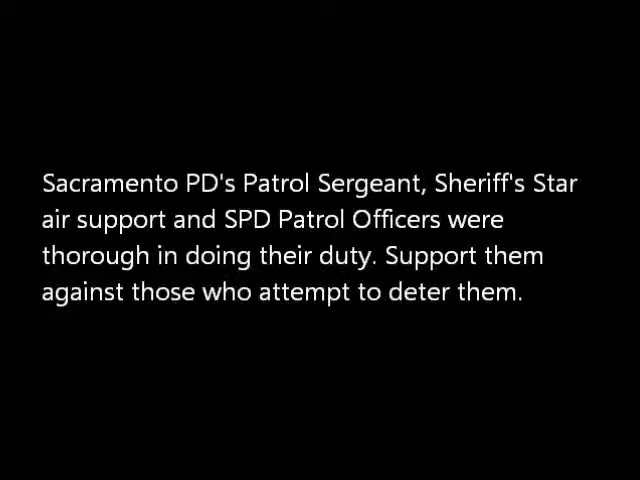 Sacramento PD's Patrol Sergeant, Sheriff's Star
air support and SPD Patrol Officers were
thorough in doing their duty. Support them
against those who attempt to deter them.